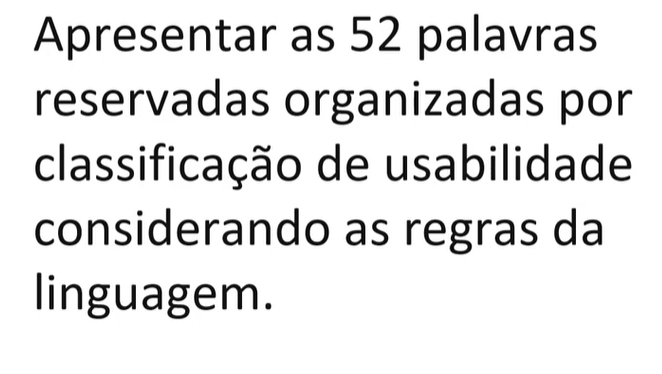 Apresentar as 52 palavras
reservadas organizadas por
classificação de usabilidade
considerando as regras da
linguagem.